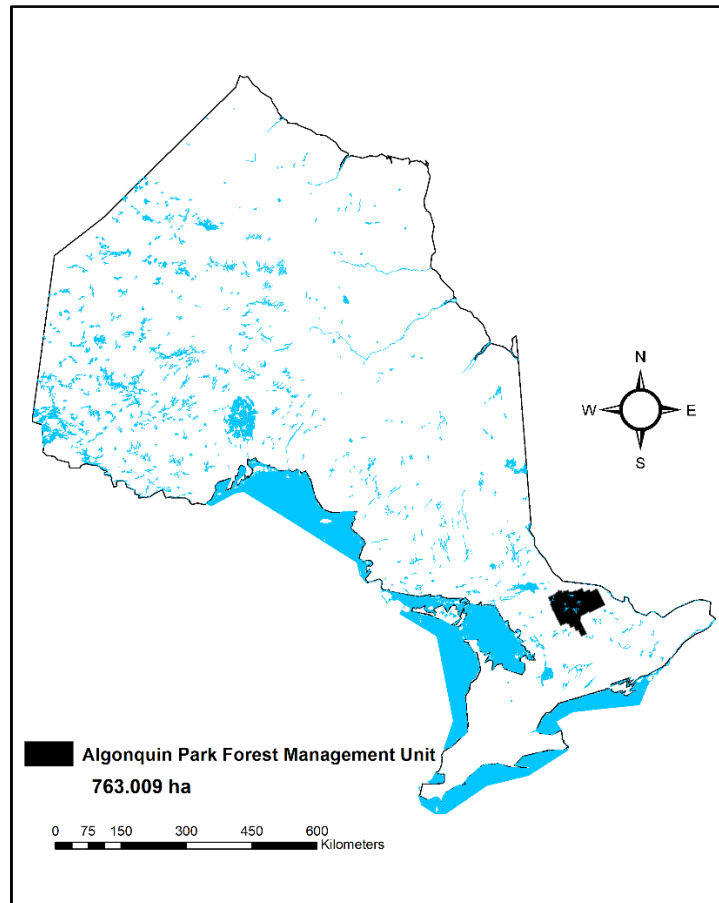 N
W E
S
Algonquin Park Forest Management Unit
763.009 ha
0 75 150 300 450 600
Kilometers